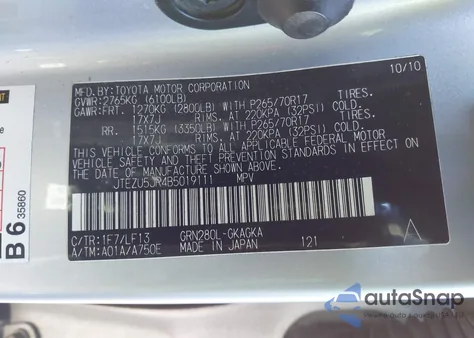 MFD.BY:TOYOTA MOTOR CORPORATION 10/10
GVWR:2765KG (6100LB)
GAWR:FRT. 1270KG (2800LB) WITH P265/70R17 TIRES.
17X7J RIMS. AT 220KPA (32PSI) COLD.
RR. 1515KG (3350LB) WITH P265/70R17 TIRES.
17X7J RIMS. AT 220KPA (32PSI) COLD.
THIS VEHICLE CONFORMS TO ALL APPLICABLE FEDERAL MOTOR
VEHICLE SAFETY AND THEFT PREVENTION STANDARDS IN EFFECT
ON THE DATE OF MANUFACTURE SHOWN ABOVE.
JTEZU5JR4B5019111 MPV
C/TR:1F7/LF13 GRN280L-GKAGKA
A/TM:A01A/A750E MADE IN JAPAN 121
A
B6
35860
autoSnap